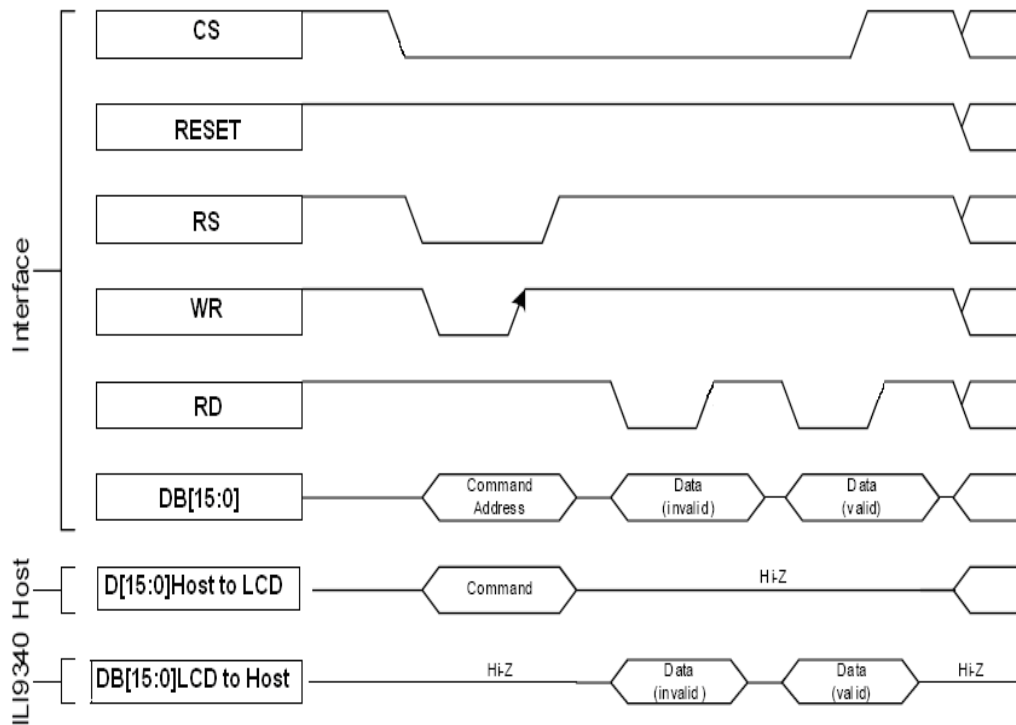 CS
RESET
RS
WR
RD
DB[15:0]
Command
Address
Data
(invalid)
Data
(valid)
Interface
D[15:0]Host to LCD
Command
Hi-Z
Host
DB[15:0]LCD to Host
Hi-Z
Data
(invalid)
Data
(valid)
Hi-Z
ILI9340